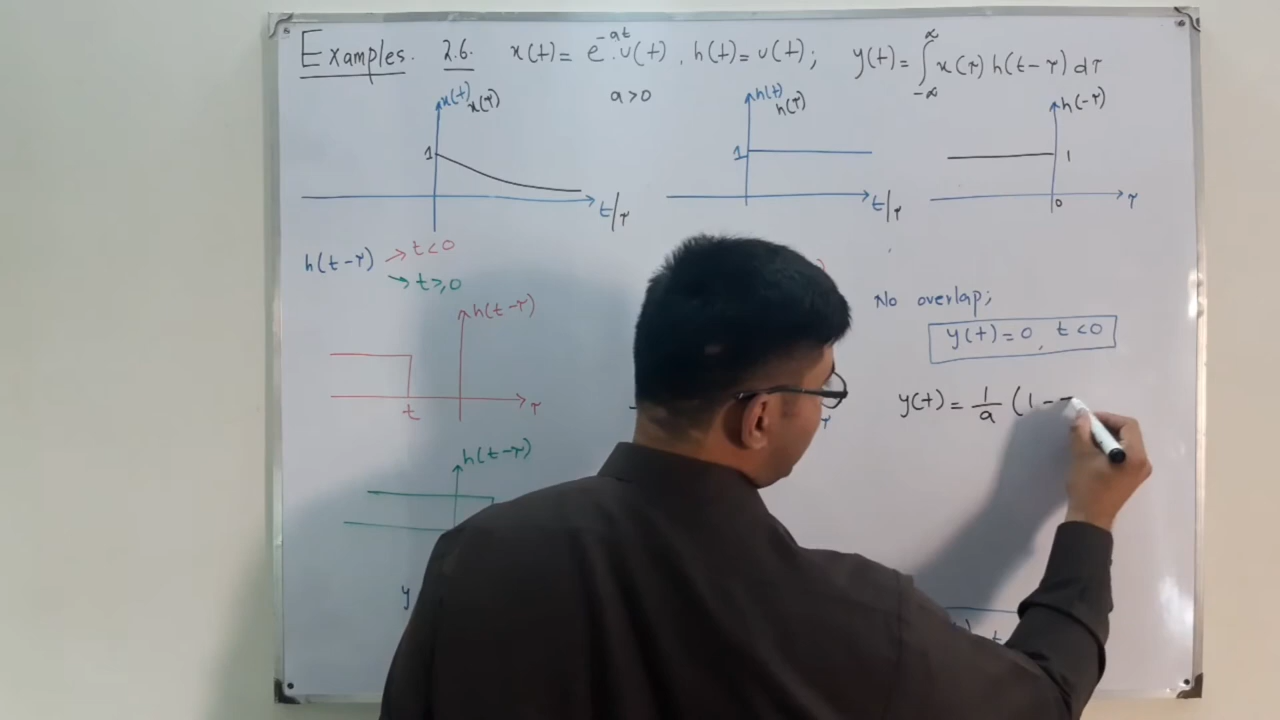 Examples. 2.6. x(t) = e^{-at}.u(t), h(t) = u(t); y(t) = ∫_{-∞}^{∞} x(τ) h(t-τ) dτ
a>0
x(t) x(τ)
1
t/τ
h(t)
h(τ)
1
t/τ
h(-τ)
1
0
τ
h(t-τ) → t<0
→ t≥0
h(t-τ)
t
τ
h(t-τ)
y
No overlap;
y(t)=0, t<0
y(t) = 1/a (1-
t